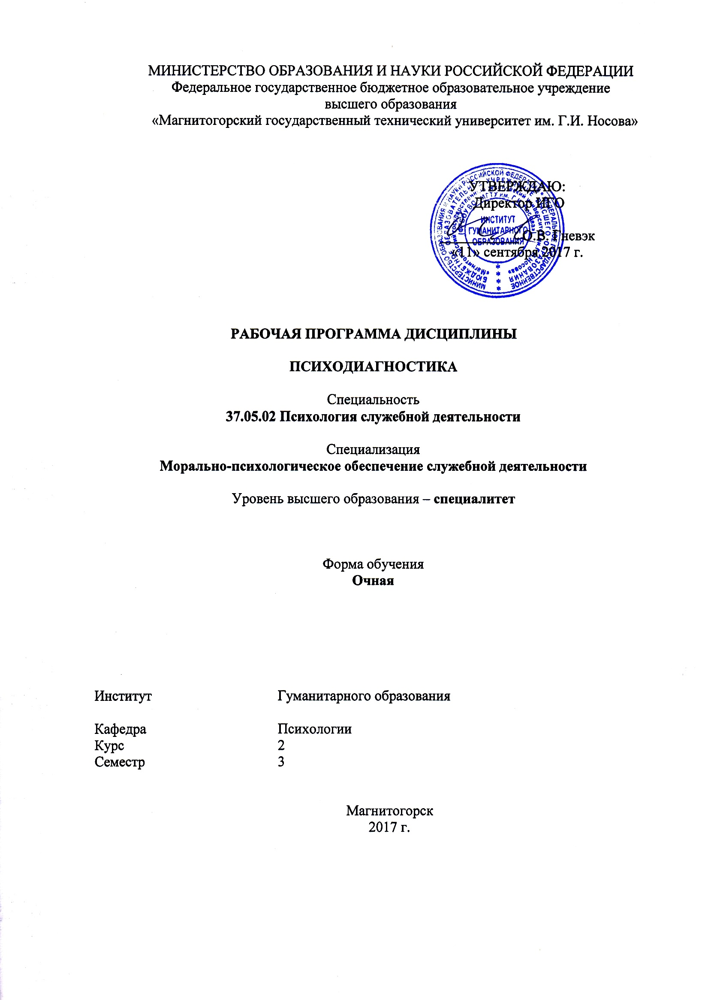 МИНИСТЕРСТВО ОБРАЗОВАНИЯ И НАУКИ РОССИЙСКОЙ ФЕДЕРАЦИИ
Федеральное государственное бюджетное образовательное учреждение
высшего образования
«Магнитогорский государственный технический университет им. Г.И. Носова»
УТВЕРЖДАЮ:
Директор ИГО
О.В. Гневэк
«11» сентября 2017 г.
ИНСТИТУТ
ГУМАНИТАРНОГО
ОБРАЗОВАНИЯ
РАБОЧАЯ ПРОГРАММА ДИСЦИПЛИНЫ
ПСИХОДИАГНОСТИКА
Специальность
37.05.02 Психология служебной деятельности
Специализация
Морально-психологическое обеспечение служебной деятельности
Уровень высшего образования – специалитет
Форма обучения
Очная
Институт Гуманитарного образования
Кафедра Психологии
Курс 2
Семестр 3
Магнитогорск
2017 г.